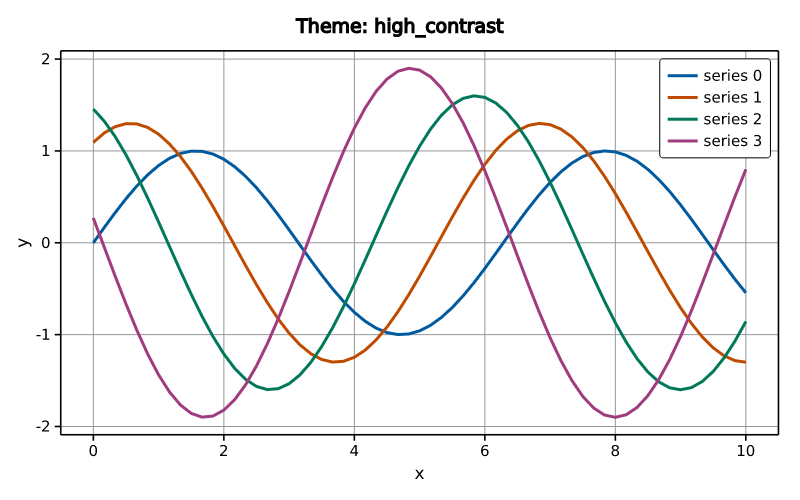 Theme: high_contrast
2
1
0
-1
-2
y
series 0
series 1
series 2
series 3
0 2 4 6 8 10
x